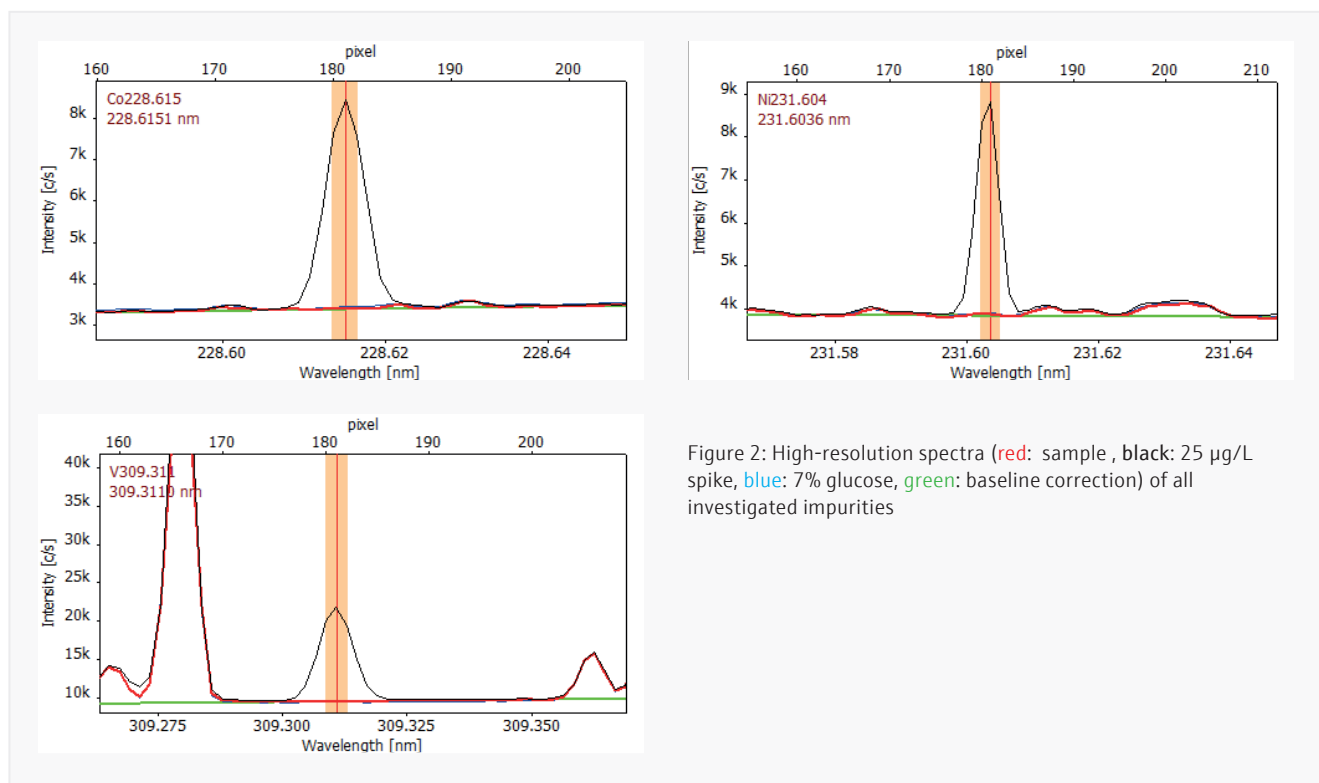 pixel
160 170 180 190 200
Co228.615
228.6151 nm
8k
7k
6k
5k
4k
3k
Intensity [c/s]
228.60 228.62 228.64
Wavelength [nm]
pixel
160 170 180 190 200 210
Ni231.604
231.6036 nm
9k
8k
7k
6k
5k
4k
Intensity [c/s]
231.58 231.60 231.62 231.64
Wavelength [nm]
pixel
160 170 180 190 200
V309.311
309.3110 nm
40k
35k
30k
25k
20k
15k
10k
Intensity [c/s]
309.275 309.300 309.325 309.350
Wavelength [nm]
Figure 2: High-resolution spectra (red: sample , black: 25 µg/L
spike, blue: 7% glucose, green: baseline correction) of all
investigated impurities